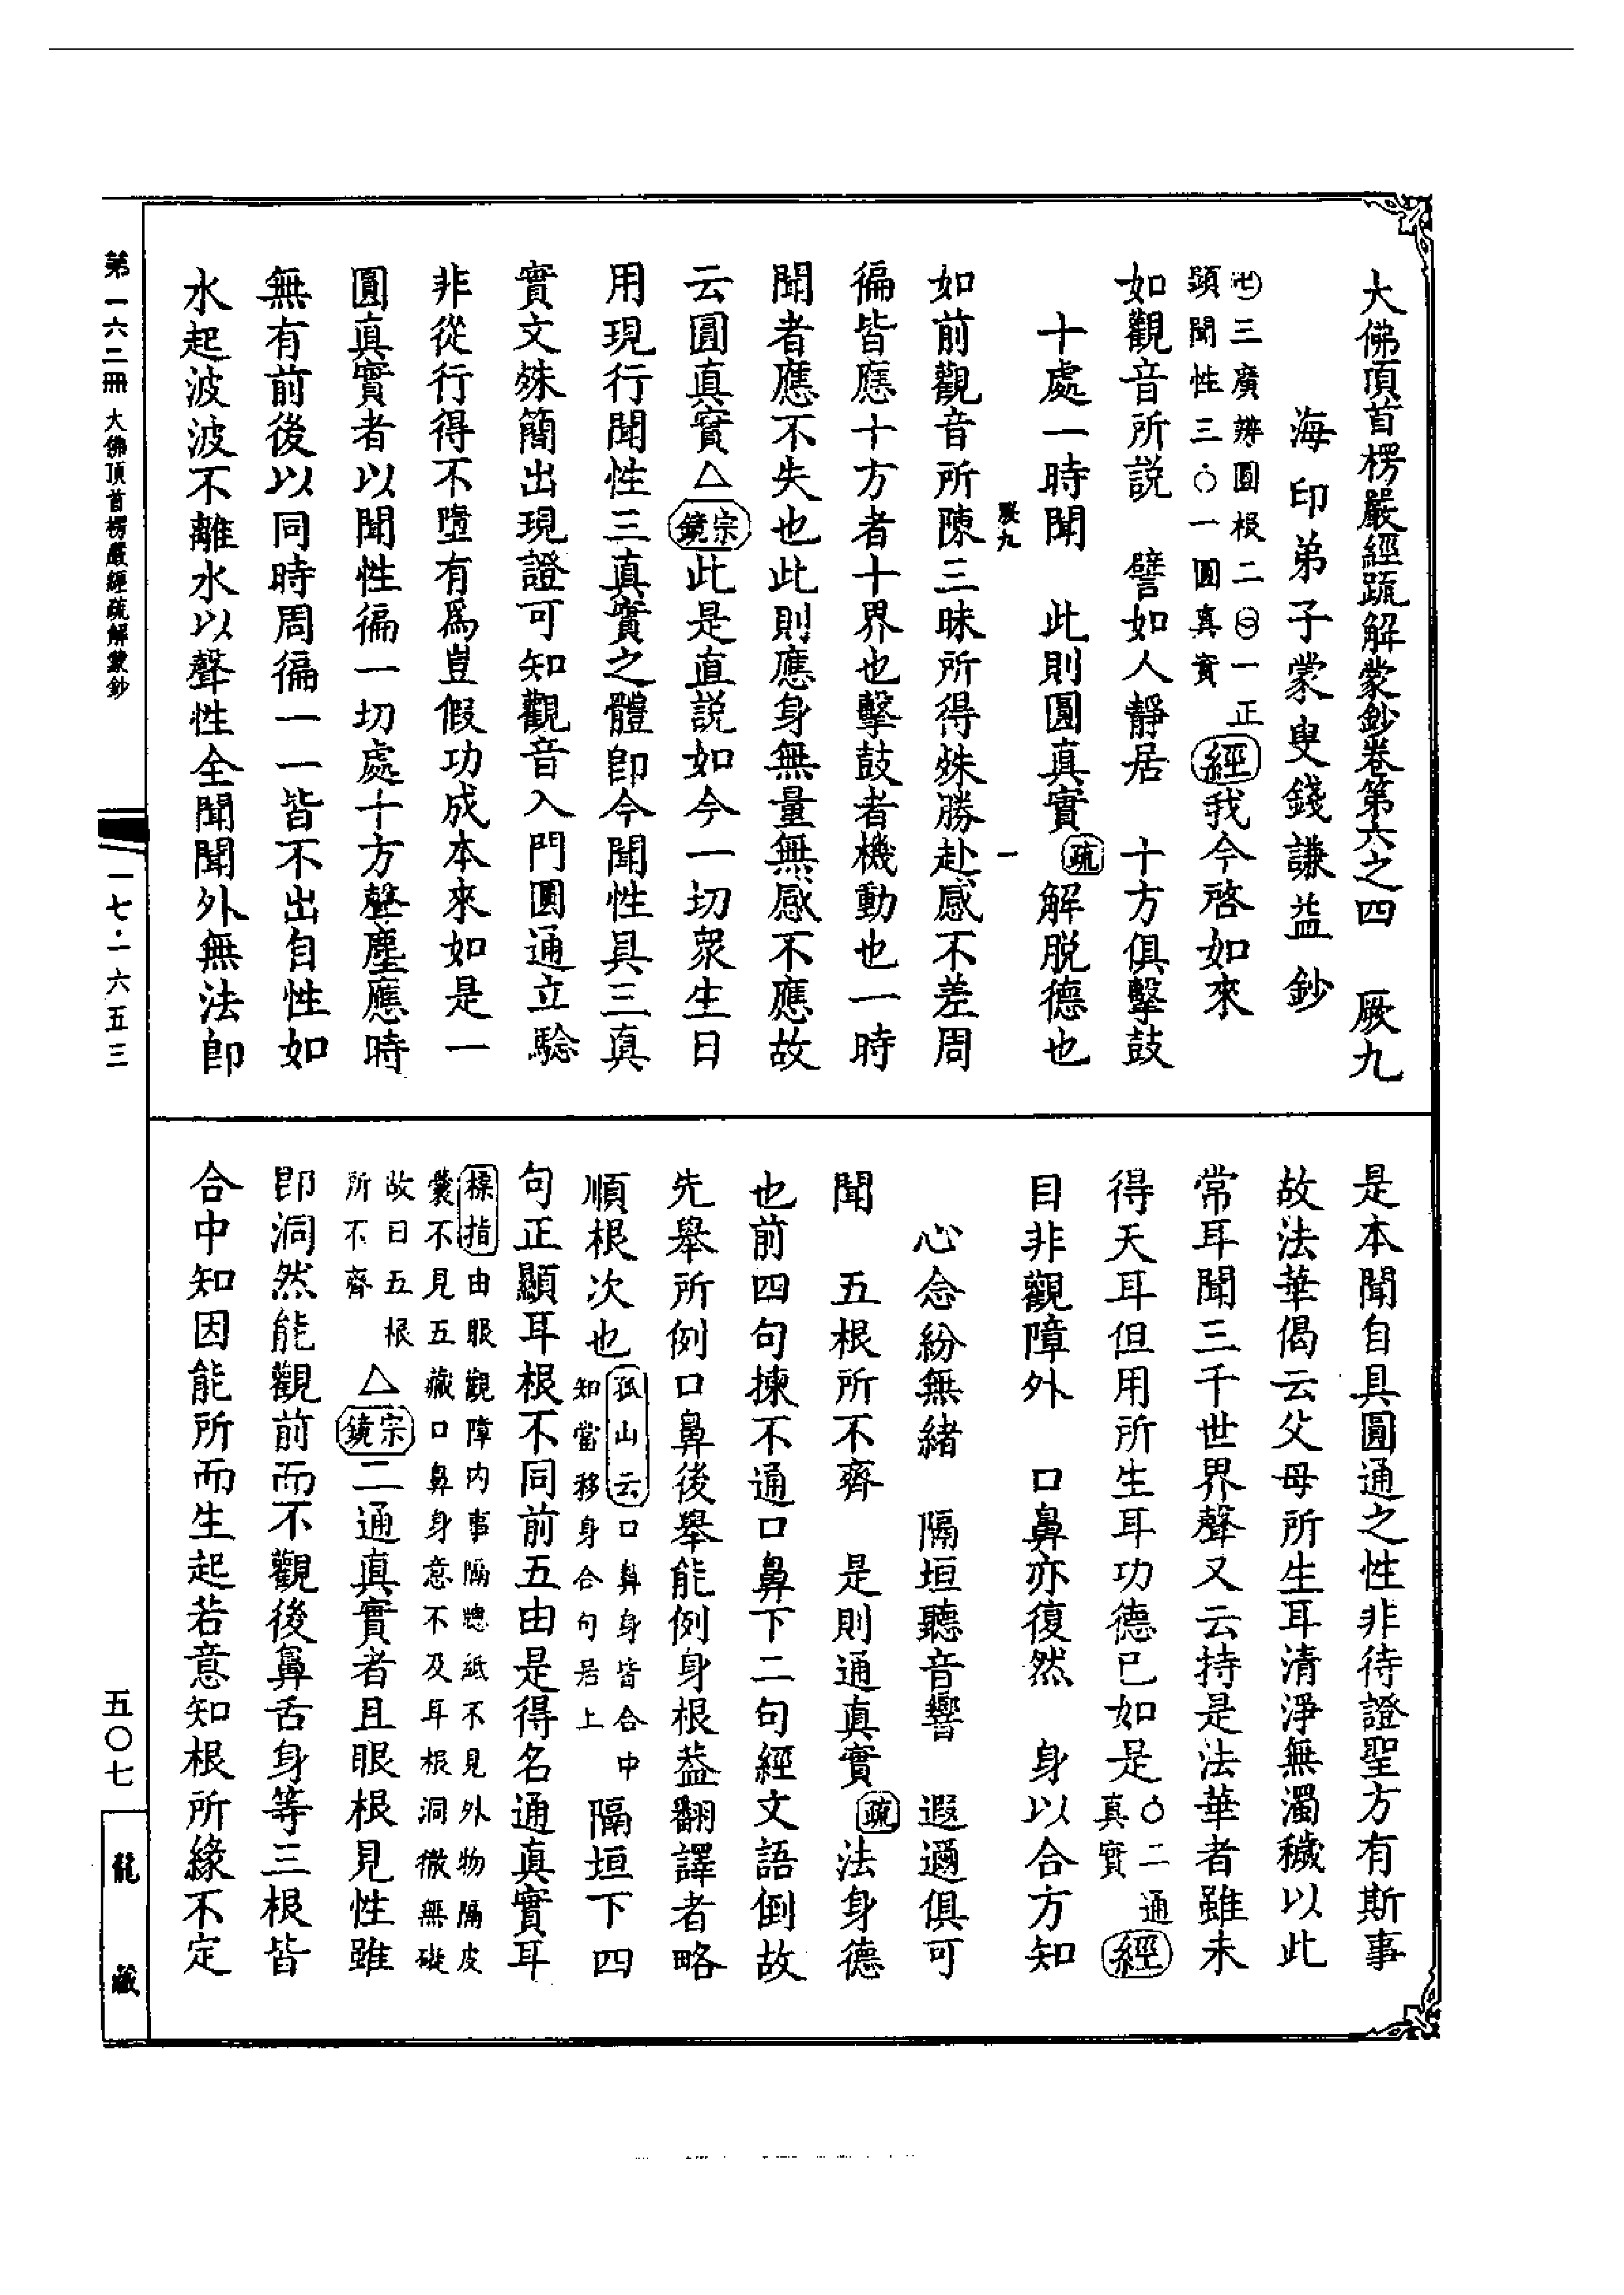 大佛頂首楞嚴經疏解蒙鈔卷第六之四 厥九
海印弟子蒙叟錢謙益 鈔
㊆三廣辨圓根二㊀一正
顯聞性三○一圓真實
經我今啓如來
如觀音所説 譬如人靜居 十方俱擊鼓
十處一時聞 此則圓真實疏解脱德也
厥九 一
如前觀音所陳三昧所得殊勝赴感不差周
徧皆應十方者十界也擊鼓者機動也一時
聞者應不失也此則應身無量無感不應故
云圓真實△宗鏡此是直説如今一切衆生日
用現行聞性三真實之體即今聞性具三真
實文殊簡出現證可知觀音入門圓通立驗
非從行得不墮有爲豈假功成本來如是一
圓真實者以聞性徧一切處十方聲塵應時
無有前後以同時周徧一一皆不出自性如
水起波波不離水以聲性全聞聞外無法即
是本聞自具圓通之性非待證聖方有斯事
故法華偈云父母所生耳清淨無濁穢以此
常耳聞三千世界聲又云持是法華者雖未
得天耳但用所生耳功德已如是○二通
真實
經
目非觀障外 口鼻亦復然 身以合方知
心念紛無緒 隔垣聽音響 遐邇俱可
聞 五根所不齊 是則通真實疏法身德
也前四句揀不通口鼻下二句經文語倒故
先舉所例口鼻後舉能例身根葢翻譯者略
順根次也孤山云口鼻身皆合中
知當移身合句居上
隔垣下四
句正顯耳根不同前五由是得名通真實耳
標指由眼觀障内事隔牕紙不見外物隔皮
囊不見五藏口鼻身意不及耳根洞徹無礙
故曰五根
所不齊
△宗鏡二通真實者且眼根見性雖
即洞然能觀前而不觀後鼻舌身等三根皆
合中知因能所而生起若意知根所緣不定
第一六二冊 大佛頂首楞嚴經疏解蒙鈔
一七·一六五三
五〇七
龍藏